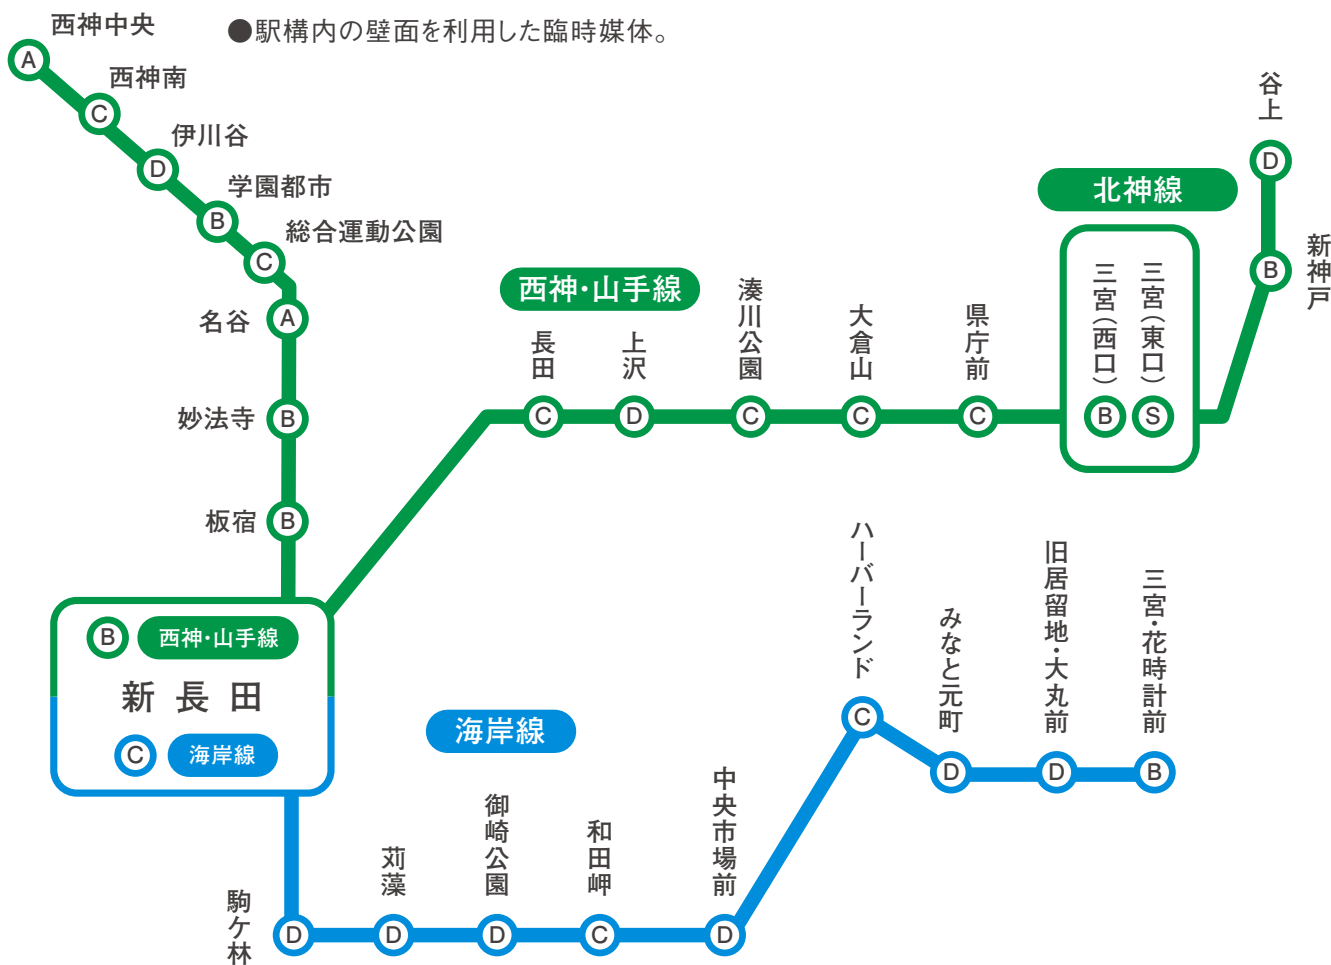 ●駅構内の壁面を利用した臨時媒体。
西神中央
A
西神南
C
伊川谷
D
学園都市
B
総合運動公園
C
名谷
A
妙法寺
B
板宿
B
B
西神・山手線
新長田
C
海岸線
西神・山手線
長田
C
上沢
D
湊川公園
C
大倉山
C
県庁前
C
北神線
三宮(西口)
B
三宮(東口)
S
新神戸
B
谷上
D
海岸線
駒ケ林
D
苅藻
D
御崎公園
D
和田岬
C
中央市場前
D
ハーバーランド
C
みなと元町
D
旧居留地・大丸前
D
三宮・花時計前
B